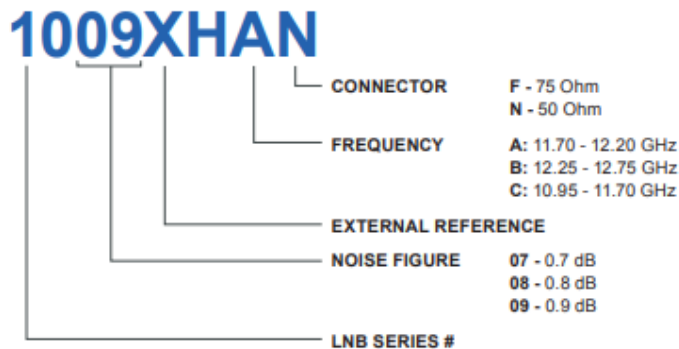 1009XHAN
CONNECTOR F - 75 Ohm
N - 50 Ohm
FREQUENCY A: 11.70 - 12.20 GHz
B: 12.25 - 12.75 GHz
C: 10.95 - 11.70 GHz
EXTERNAL REFERENCE
NOISE FIGURE 07 - 0.7 dB
08 - 0.8 dB
09 - 0.9 dB
LNB SERIES #